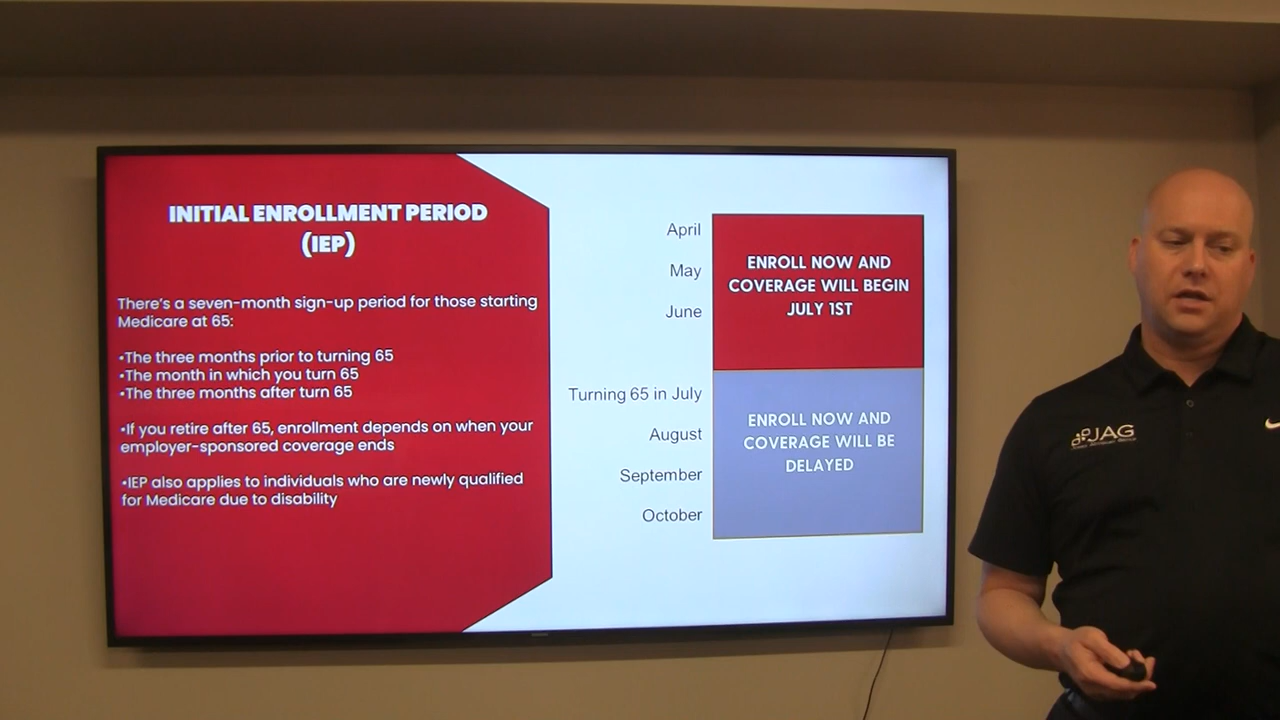 INITIAL ENROLLMENT PERIOD
(IEP)
There's a seven-month sign-up period for those starting
Medicare at 65:
•The three months prior to turning 65
•The month in which you turn 65
•The three months after turn 65
•If you retire after 65, enrollment depends on when your
employer-sponsored coverage ends
•IEP also applies to individuals who are newly qualified
for Medicare due to disability
April
May
June
Turning 65 in July
August
September
October
ENROLL NOW AND
COVERAGE WILL BEGIN
JULY 1ST
ENROLL NOW AND
COVERAGE WILL BE
DELAYED
JAG